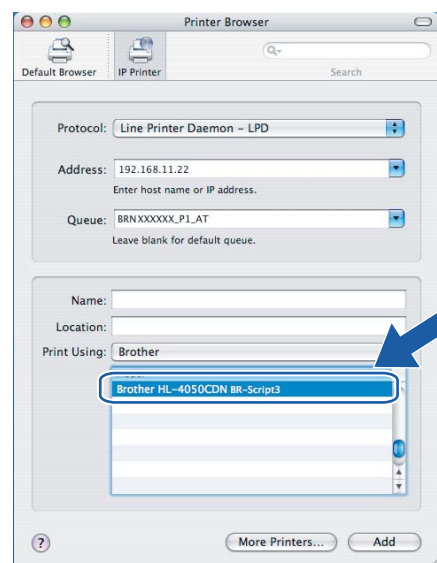 Printer Browser
Default Browser
IP Printer
Search
Protocol: Line Printer Daemon – LPD
Address: 192.168.11.22
Enter host name or IP address.
Queue: BRNXXXXXX_P1_AT
Leave blank for default queue.
Name:
Location:
Print Using: Brother
Brother HL-4050CDN BR-Script3
? More Printers... Add